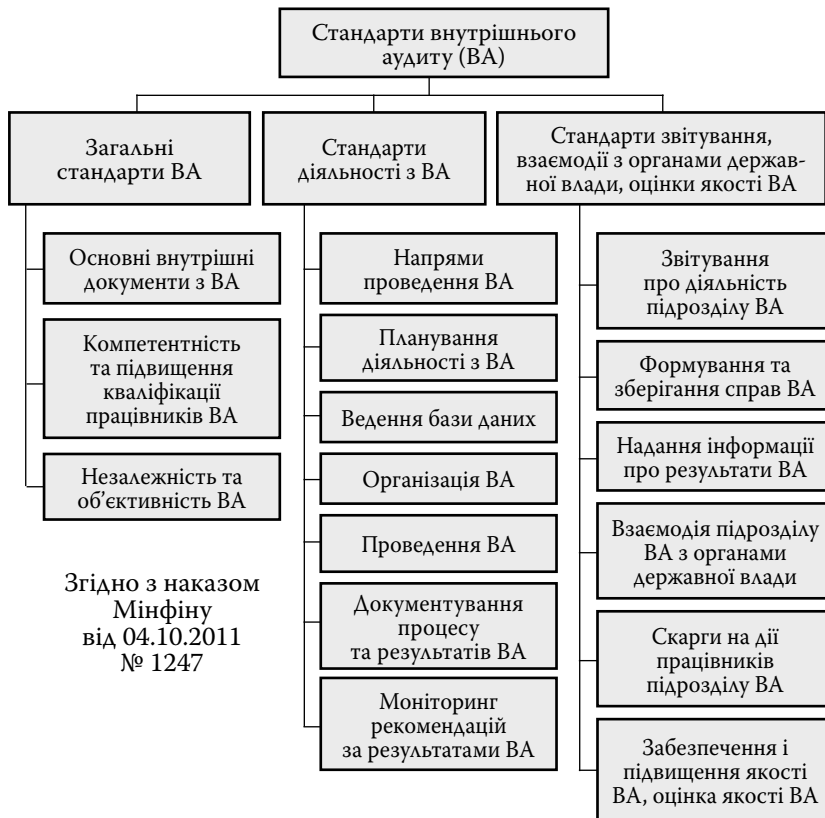 Стандарти внутрішнього
аудиту (ВА)
Загальні
стандарти ВА
Основні внутрішні
документи з ВА
Компетентність
та підвищення
кваліфікації
працівників ВА
Незалежність та
об’єктивність ВА
Згідно з наказом
Мінфіну
від 04.10.2011
№ 1247
Стандарти
діяльності з ВА
Напрями
проведення ВА
Планування
діяльності з ВА
Ведення бази даних
Організація ВА
Проведення ВА
Документування
процесу
та результатів ВА
Моніторинг
рекомендацій
за результатами ВА
Стандарти звітування,
взаємодії з органами держав-
ної влади, оцінки якості ВА
Звітування
про діяльність
підрозділу ВА
Формування та
зберігання справ ВА
Надання інформації
про результати ВА
Взаємодія підрозділу
ВА з органами
державної влади
Скарги на дії
працівників
підрозділу ВА
Забезпечення і
підвищення якості
ВА, оцінка якості ВА